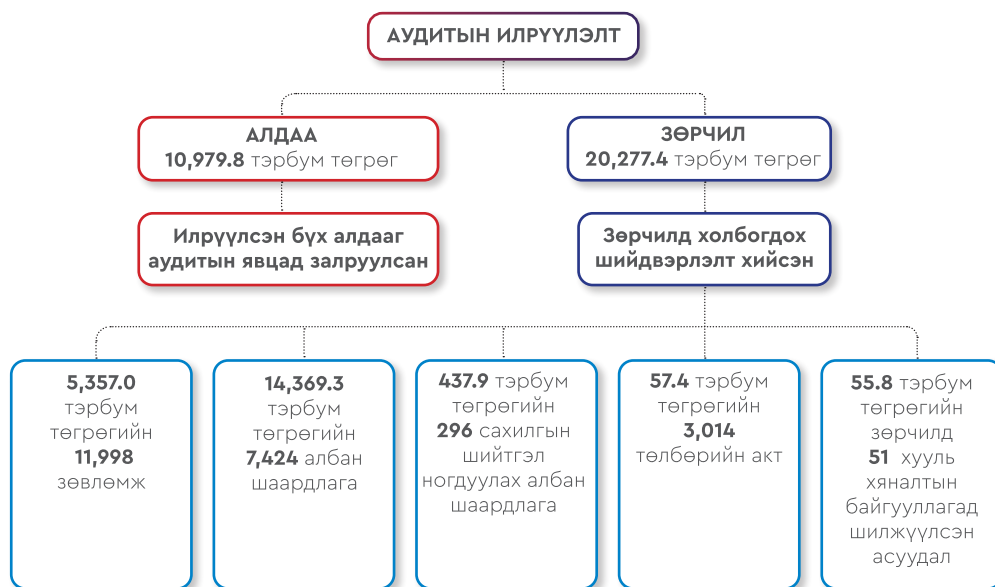 АУДИТЫН ИЛРҮҮЛЭЛТ
АЛДАА
10,979.8 тэрбум төгрөг
ЗӨРЧИЛ
20,277.4 тэрбум төгрөг
Илрүүлсэн бүх алдааг
аудитын явцад залруулсан
Зөрчилд холбогдох
шийдвэрлэлт хийсэн
5,357.0
тэрбум
төгрөгийн
11,998
зөвлөмж
14,369.3
тэрбум
төгрөгийн
7,424 албан
шаардлага
437.9 тэрбум
төгрөгийн
296 сахилгын
шийтгэл
ногдуулах албан
шаардлага
57.4 тэрбум
төгрөгийн
3,014
төлбөрийн акт
55.8 тэрбум
төгрөгийн
зөрчилд
51 хууль
хяналтын
байгууллагад
шилжүүлсэн
асуудал